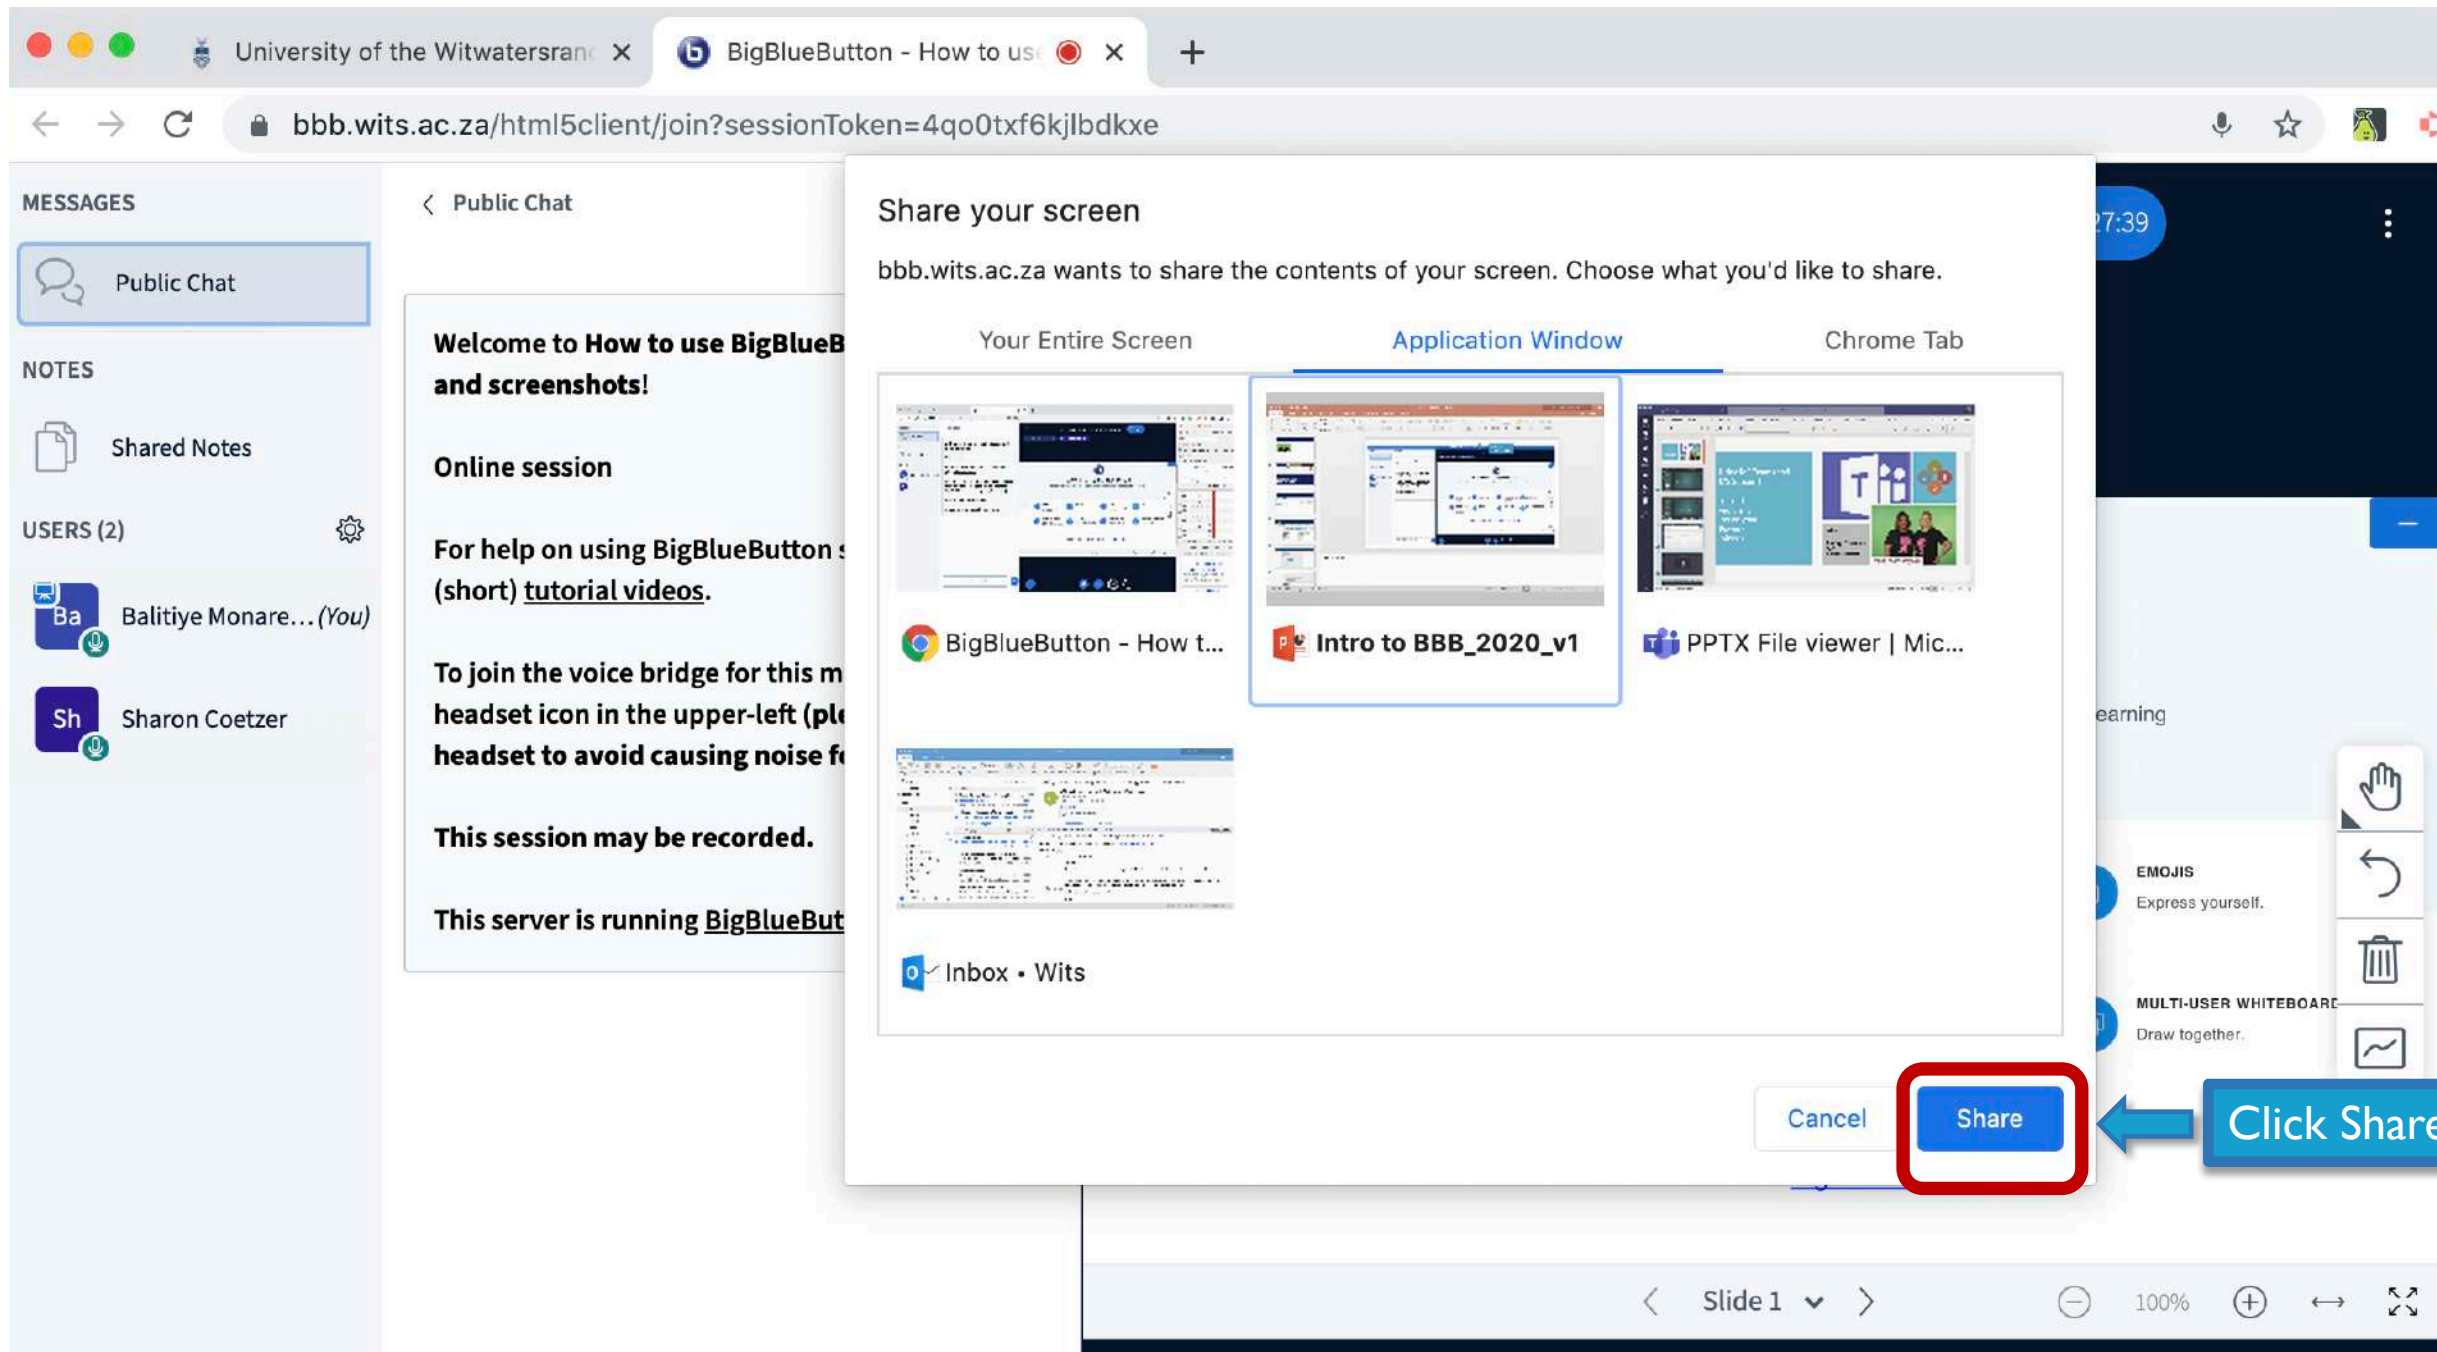 University of the Witwatersran
BigBlueButton - How to us
bbb.wits.ac.za/html5client/join?sessionToken=4qo0txf6kjlbdkxe
MESSAGES
Public Chat
NOTES
Shared Notes
USERS (2)
Ba
Balitiye Monare... (You)
Sh
Sharon Coetzer
Public Chat
Welcome to How to use BigBlueB
and screenshots!
Online session
For help on using BigBlueButton s
(short) tutorial videos.
To join the voice bridge for this m
headset icon in the upper-left (ple
headset to avoid causing noise fo
This session may be recorded.
This server is running BigBlueBut
Share your screen
bbb.wits.ac.za wants to share the contents of your screen. Choose what you'd like to share.
Your Entire Screen
Application Window
Chrome Tab
BigBlueButton - How t...
Intro to BBB_2020_v1
PPTX File viewer | Mic...
Inbox • Wits
Cancel
Share
Click Share
27:39
earning
EMOJIS
Express yourself.
MULTI-USER WHITEBOARD
Draw together.
Slide 1
100%